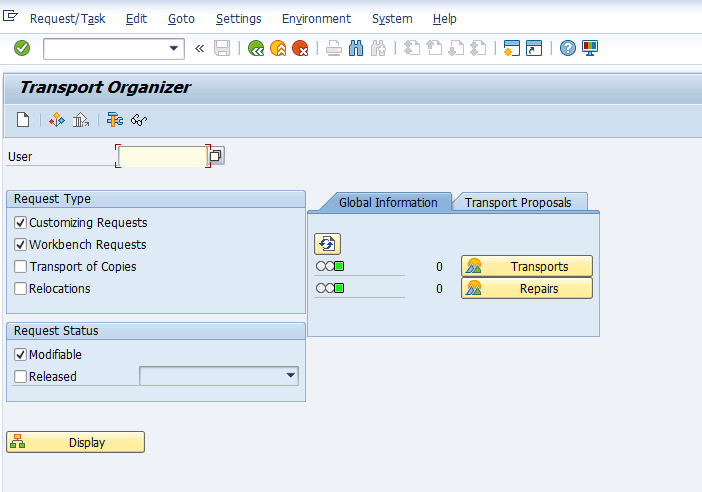 Request/Task Edit Goto Settings Environment System Help
Transport Organizer
User
Request Type
Customizing Requests
Workbench Requests
Transport of Copies
Relocations
Global Information Transport Proposals
0 Transports
0 Repairs
Request Status
Modifiable
Released
Display